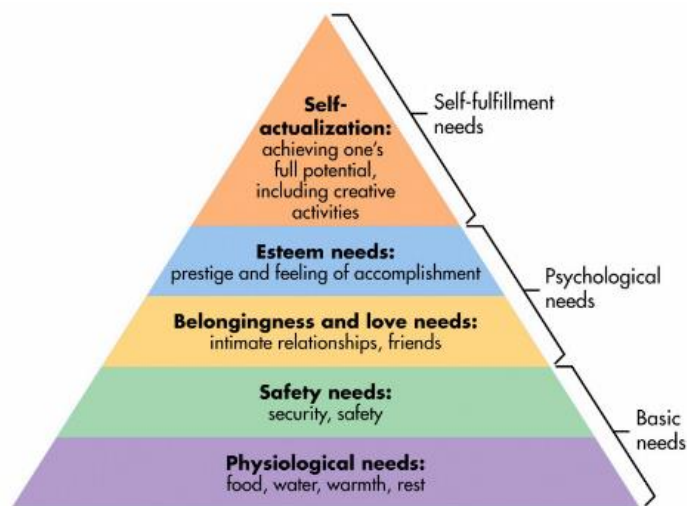 Self-
actualization:
achieving one's
full potential,
including creative
activities
Self-fulfillment
needs
Esteem needs:
prestige and feeling of accomplishment
Psychological
needs
Belongingness and love needs:
intimate relationships, friends
Safety needs:
security, safety
Basic
needs
Physiological needs:
food, water, warmth, rest